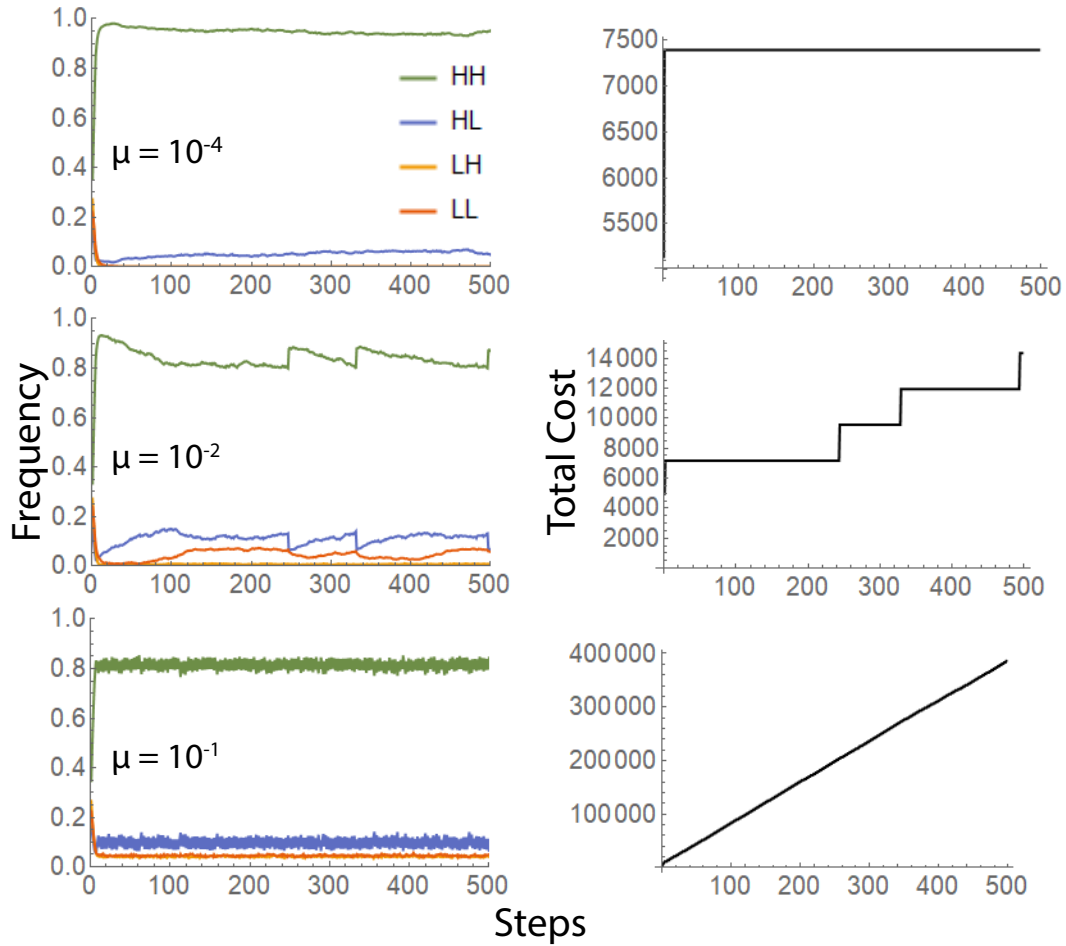 1.0
0.8
0.6
0.4
0.2
0.0
0 100 200 300 400 500
μ = 10-4
HH
HL
LH
LL
7500
7000
6500
6000
5500
100 200 300 400 500
1.0
0.8
0.6
0.4
0.2
0.0
0 100 200 300 400 500
μ = 10-2
Frequency
Total Cost
14000
12000
10000
8000
6000
4000
2000
100 200 300 400 500
1.0
0.8
0.6
0.4
0.2
0.0
0 100 200 300 400 500
μ = 10-1
400000
300000
200000
100000
100 200 300 400 500
Steps